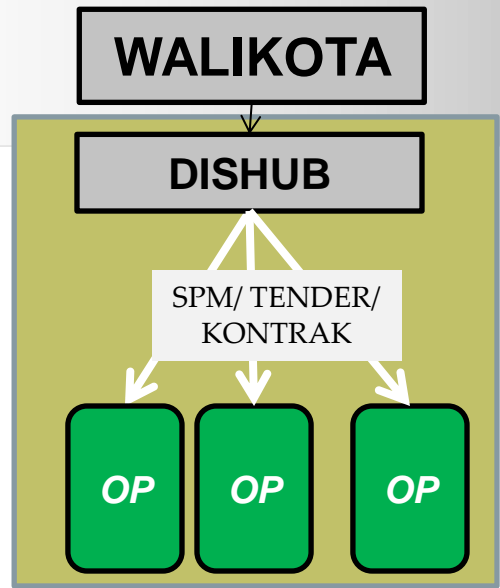 WALIKOTA
DISHUB
SPM/ TENDER/
KONTRAK
OP
OP
OP